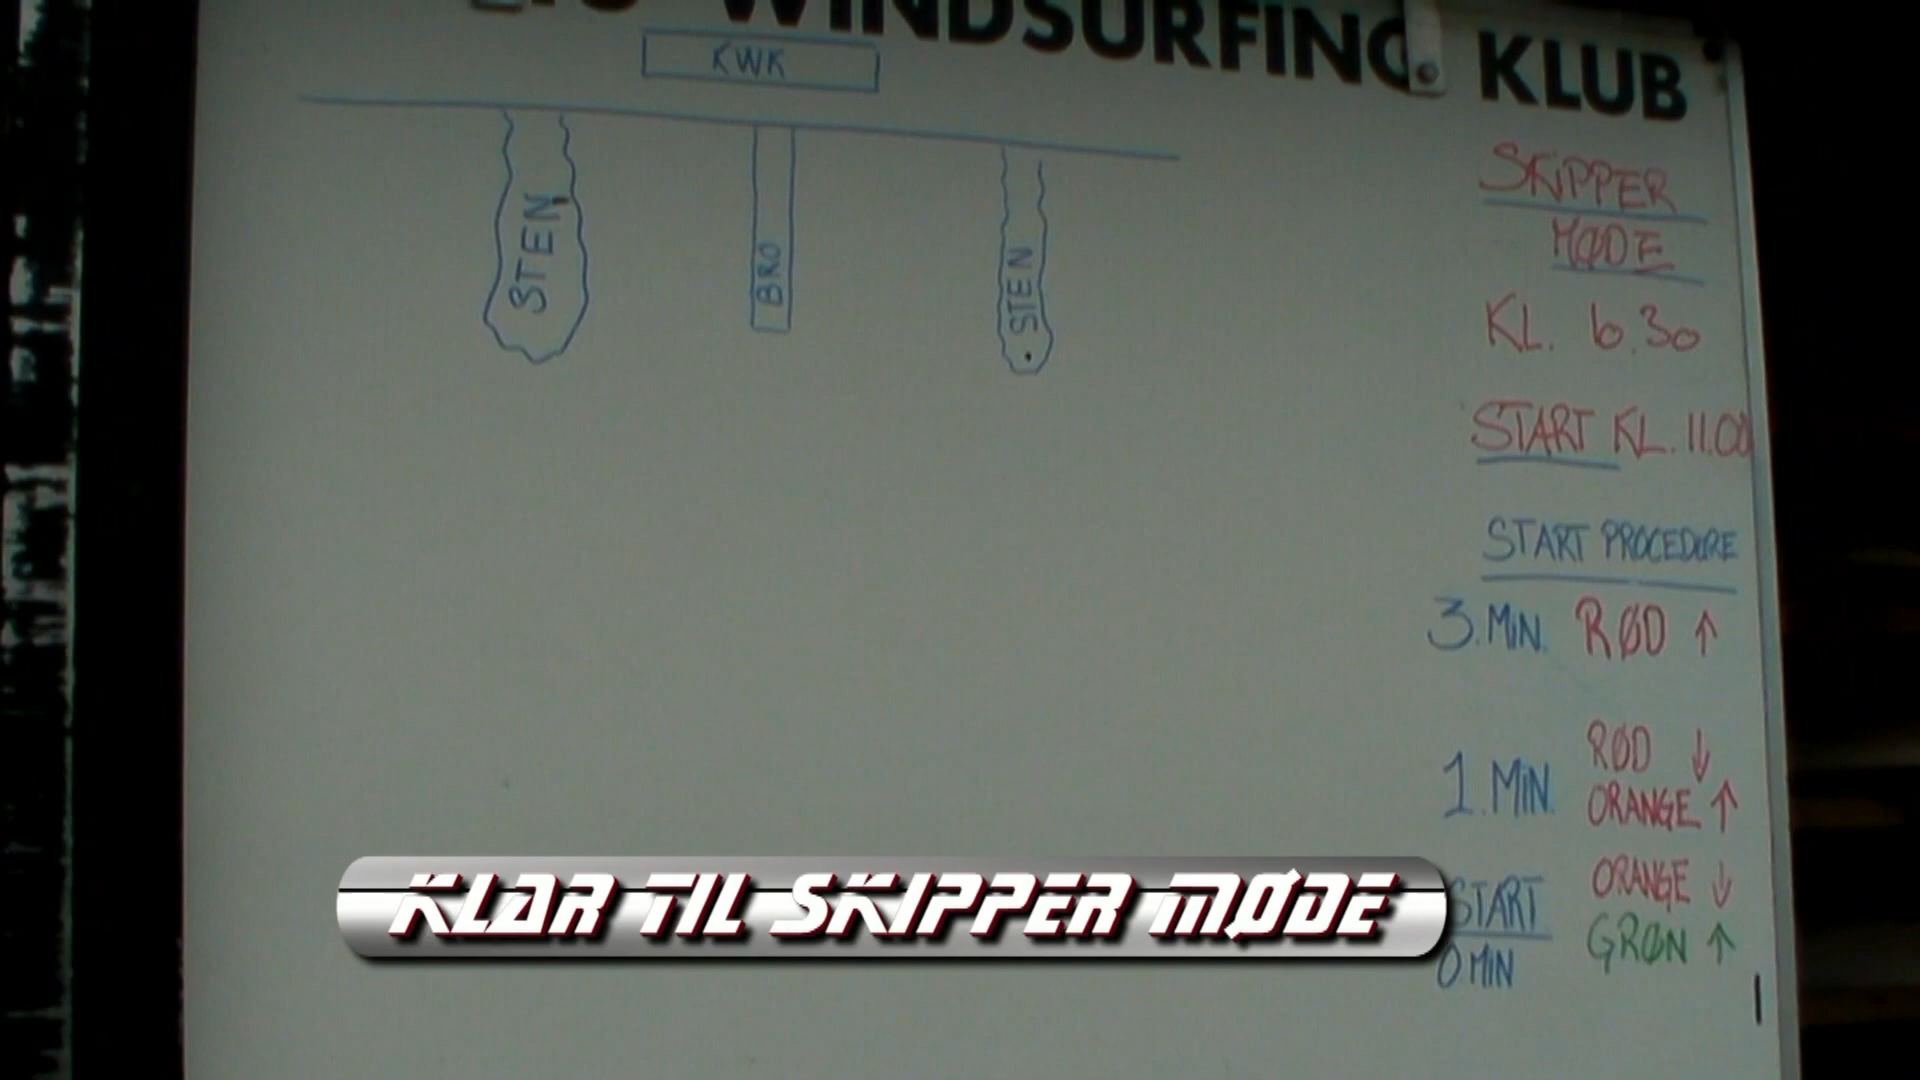 WINDSURFING KLUB
KWK
STEN
BRO
STEN
SKIPPER
MØDE
KL. 6.30
START KL. 11.00
START PROCEDURE
3. MIN. RØD ↑
1. MIN. RØD ↓
ORANGE ↑
START ORANGE ↓
0 MIN GRØN ↑
KLAR TIL SKIPPER MØDE